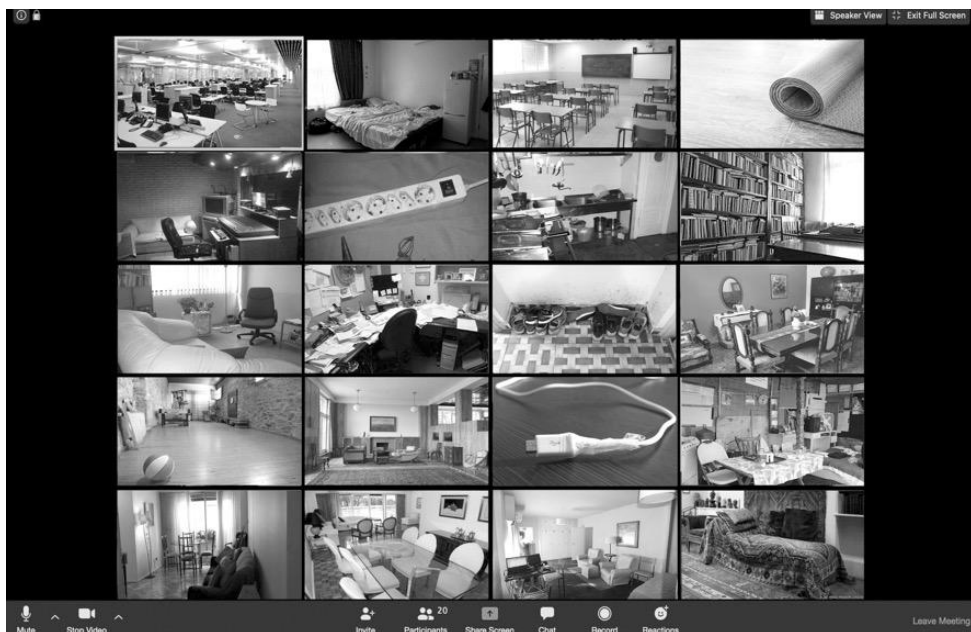 Speaker View
Exit Full Screen
Mute
Stop Video
Invite
Participants 20
Share Screen
Chat
Record
Reactions
Leave Meeting